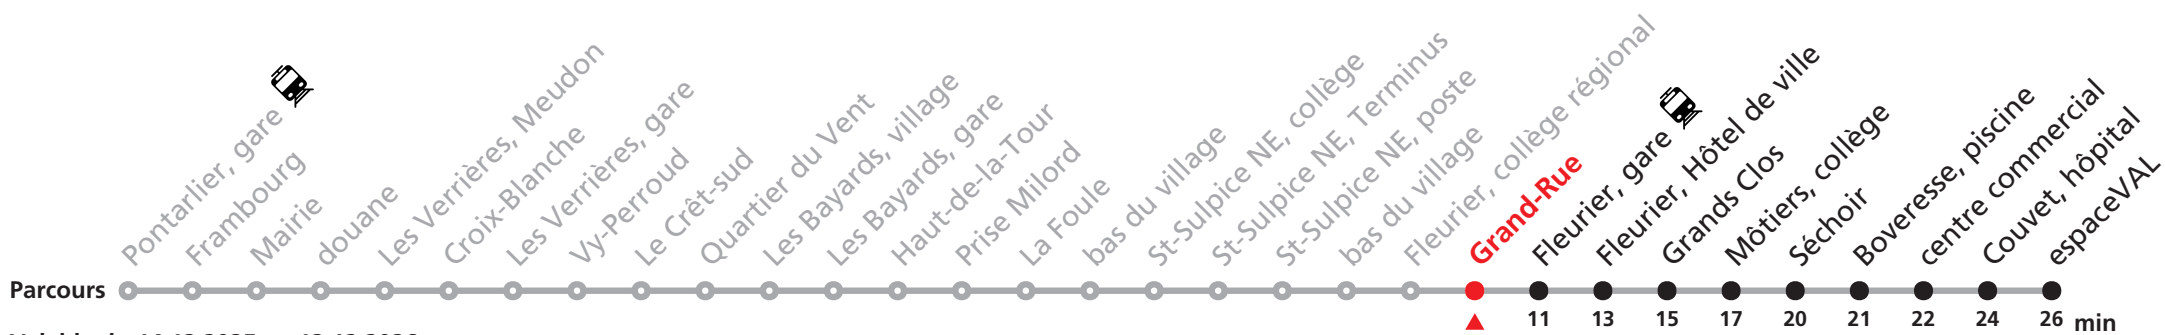 Pontarlier, gare
Frambourg
Mairie
douane
Les Verrières, Meudon
Croix-Blanche
Les Verrières, gare
Vy-Perroud
Le Crêt-sud
Quartier du Vent
Les Bayards, village
Les Bayards, gare
Haut-de-la-Tour
Prise Milord
La Foule
bas du village
St-Sulpice NE, collège
St-Sulpice NE, Terminus
St-Sulpice NE, poste
bas du village
Fleurier, collège régional
Grand-Rue
Fleurier, gare
Fleurier, Hôtel de ville
Grands Clos
Môtiers, collège
Séchoir
Boveresse, piscine
centre commercial
Couvet, hôpital
espaceVAL
Parcours
11 13 15 17 20 21 22 24 26 min